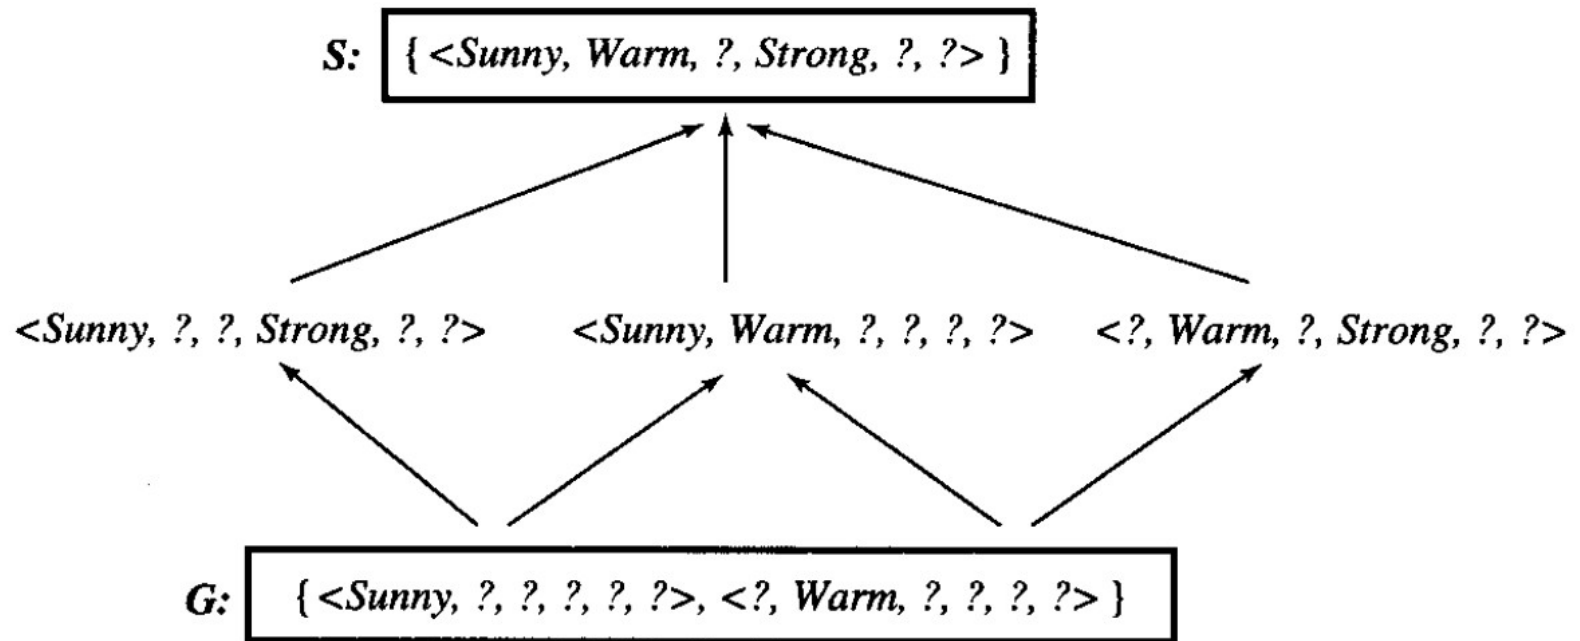 S: { <Sunny, Warm, ?, Strong, ?, ?> }
<Sunny, ?, ?, Strong, ?, ?> <Sunny, Warm, ?, ?, ?, ?> <?, Warm, ?, Strong, ?, ?>
G: { <Sunny, ?, ?, ?, ?, ?>, <?, Warm, ?, ?, ?, ?> }